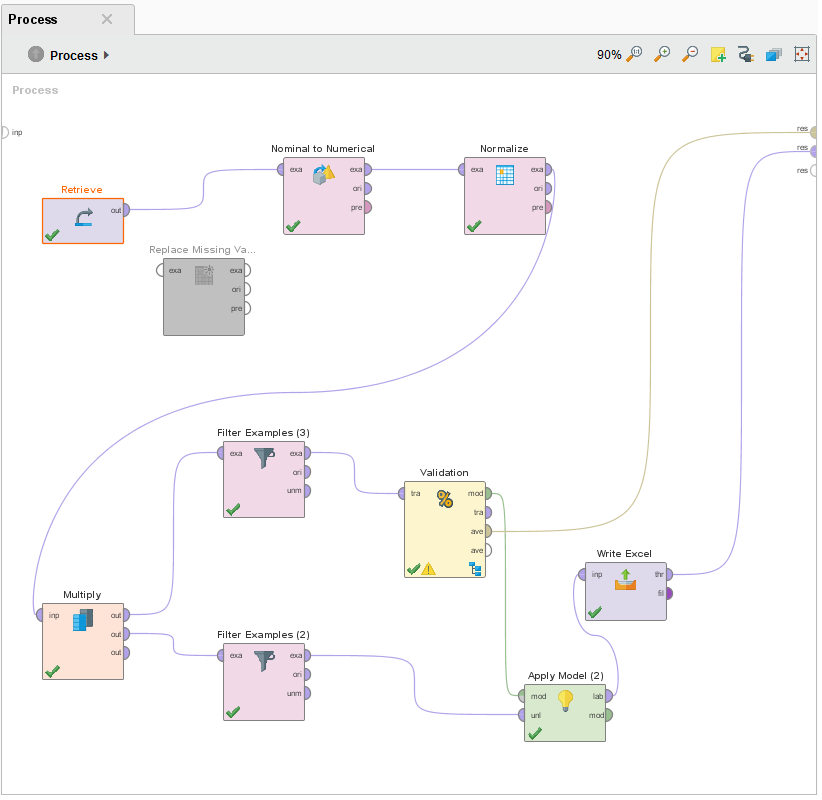 Process
Process
90%
Process
inp
res
res
res
Retrieve
out
Nominal to Numerical
exa
exa
ori
pre
Normalize
exa
exa
ori
pre
Replace Missing Va...
exa
exa
ori
pre
Filter Examples (3)
exa
exa
ori
unm
Validation
tra
mod
tra
ave
ave
Write Excel
inp
thr
fil
Multiply
inp
out
out
out
Filter Examples (2)
exa
exa
ori
unm
Apply Model (2)
mod
lab
unl
mod